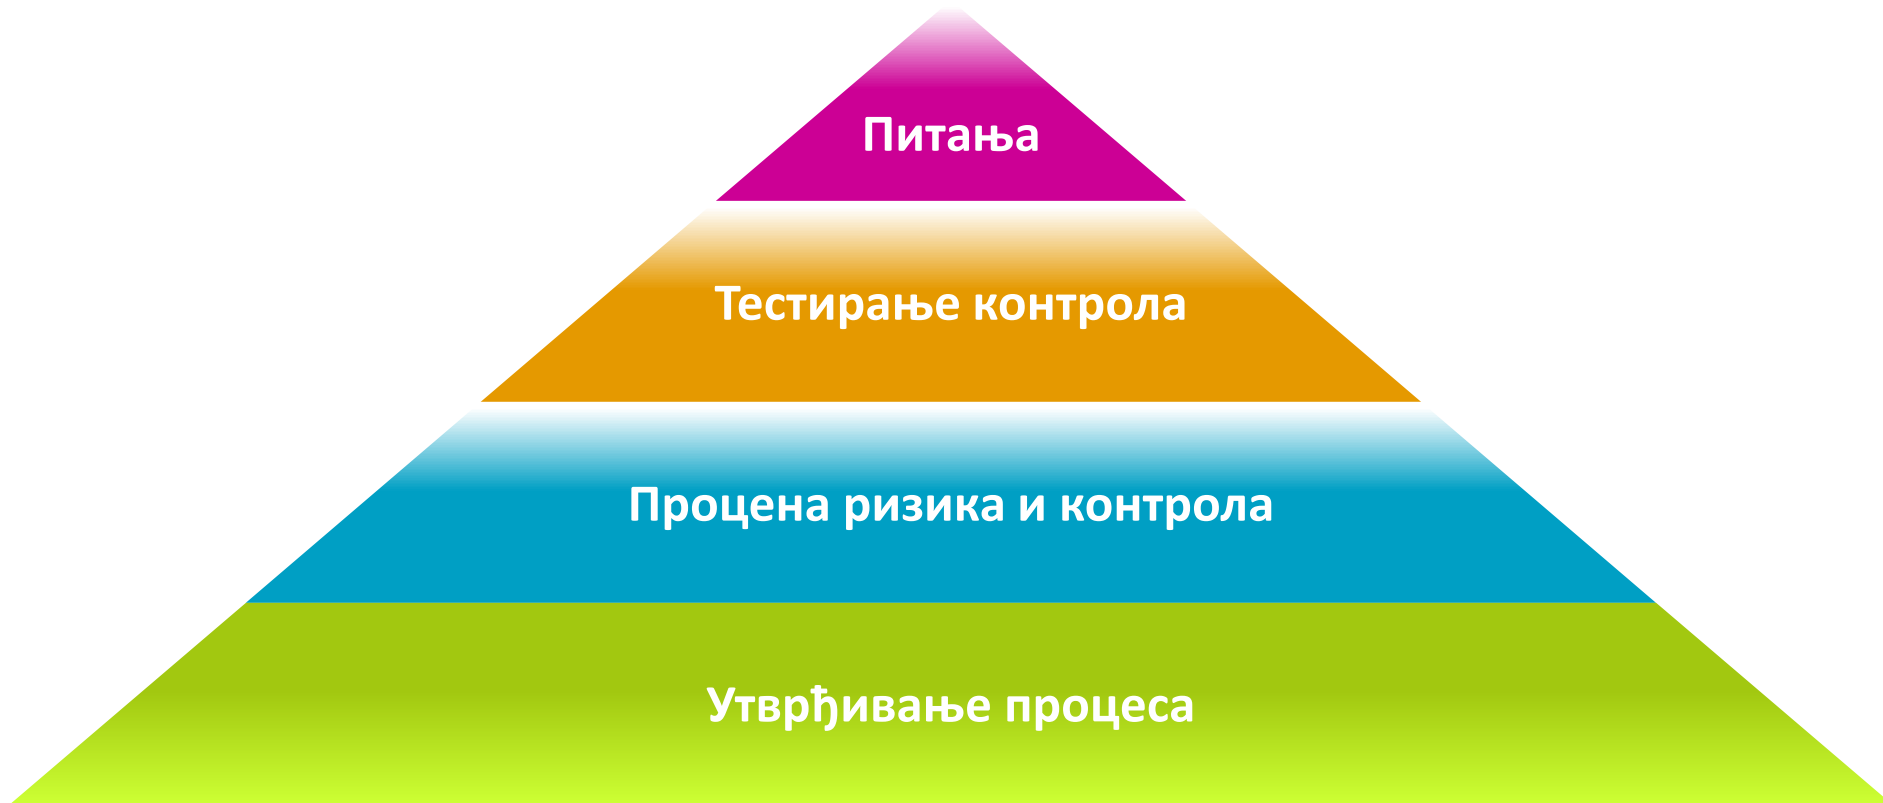 Питања
Тестирање контрола
Процена ризика и контрола
Утврђивање процеса